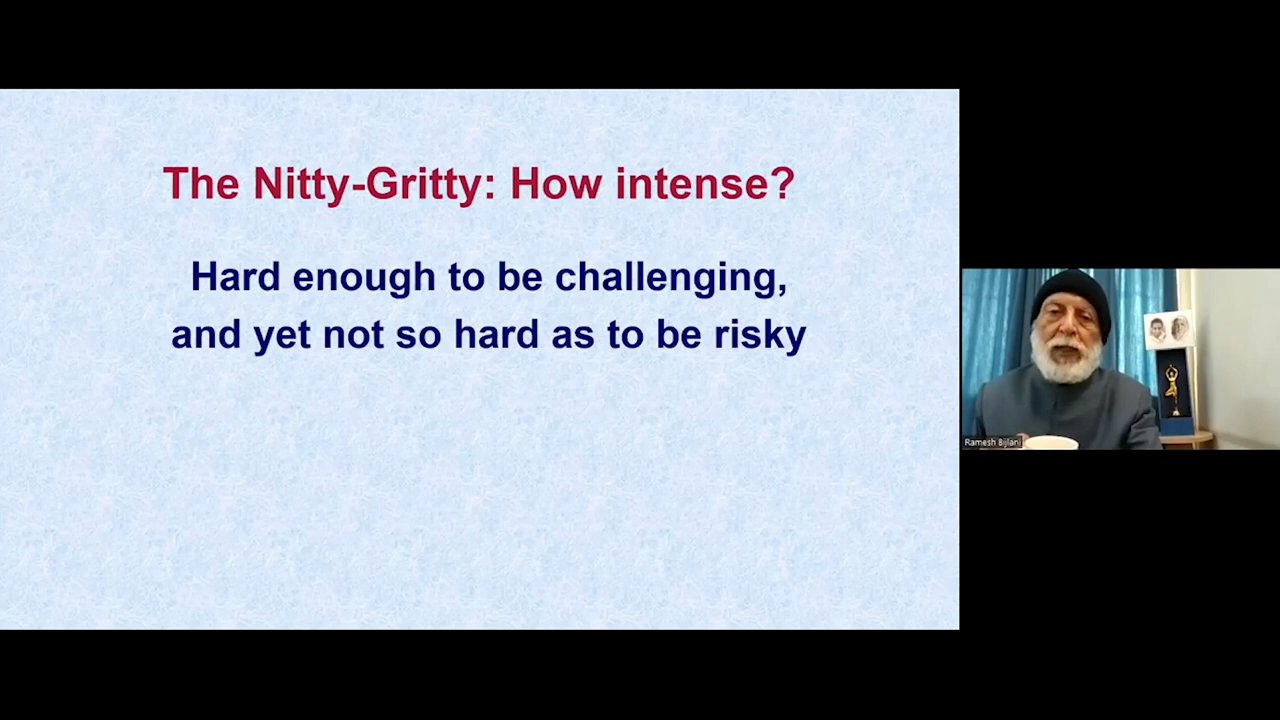 The Nitty-Gritty: How intense?
Hard enough to be challenging,
and yet not so hard as to be risky
Ramesh Bijlani